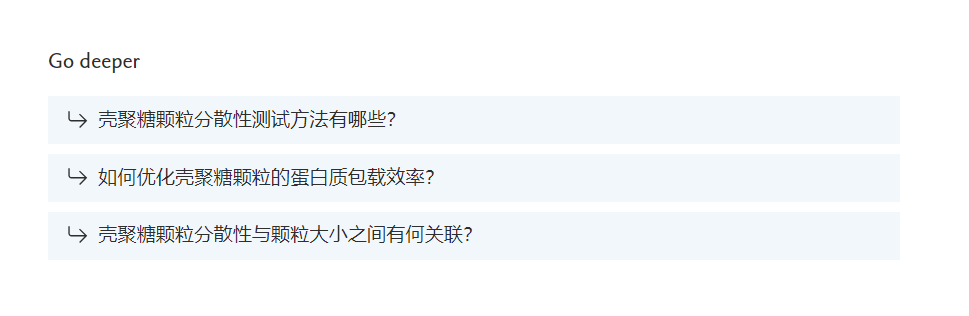 Go deeper
壳聚糖颗粒分散性测试方法有哪些？
如何优化壳聚糖颗粒的蛋白质包载效率？
壳聚糖颗粒分散性与颗粒大小之间有何关联？